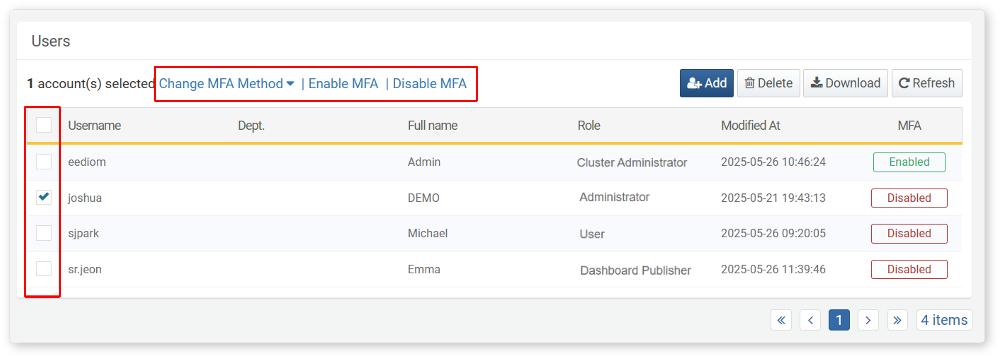 Users
1 account(s) selected Change MFA Method | Enable MFA | Disable MFA Add Delete Download Refresh
Username Dept. Full name Role Modified At MFA
eediom Admin Cluster Administrator 2025-05-26 10:46:24 Enabled
joshua DEMO Administrator 2025-05-21 19:43:13 Disabled
sjpark Michael User 2025-05-26 09:20:05 Disabled
sr.jeon Emma Dashboard Publisher 2025-05-26 11:39:46 Disabled
« ‹ 1 › » 4 items